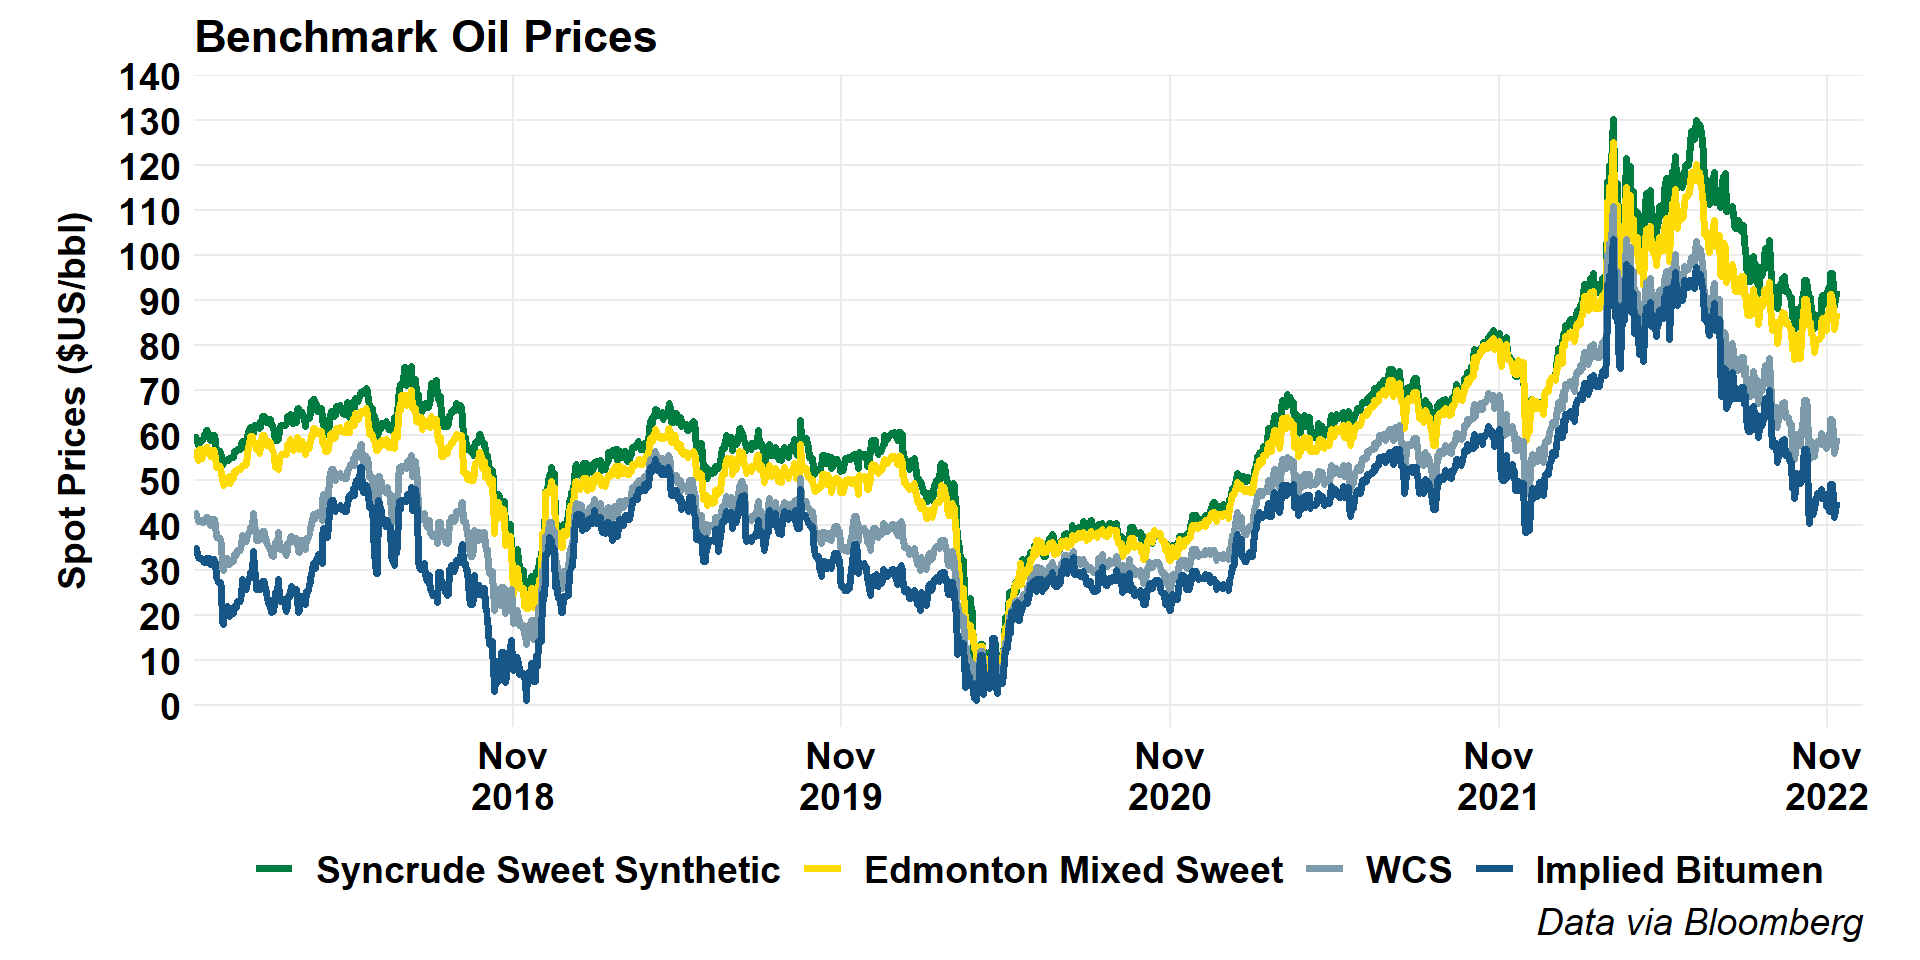 Benchmark Oil Prices
Spot Prices ($US/bbl)
140
130
120
110
100
90
80
70
60
50
40
30
20
10
0
Nov Nov Nov Nov Nov
2018 2019 2020 2021 2022
Syncrude Sweet Synthetic Edmonton Mixed Sweet WCS Implied Bitumen
Data via Bloomberg